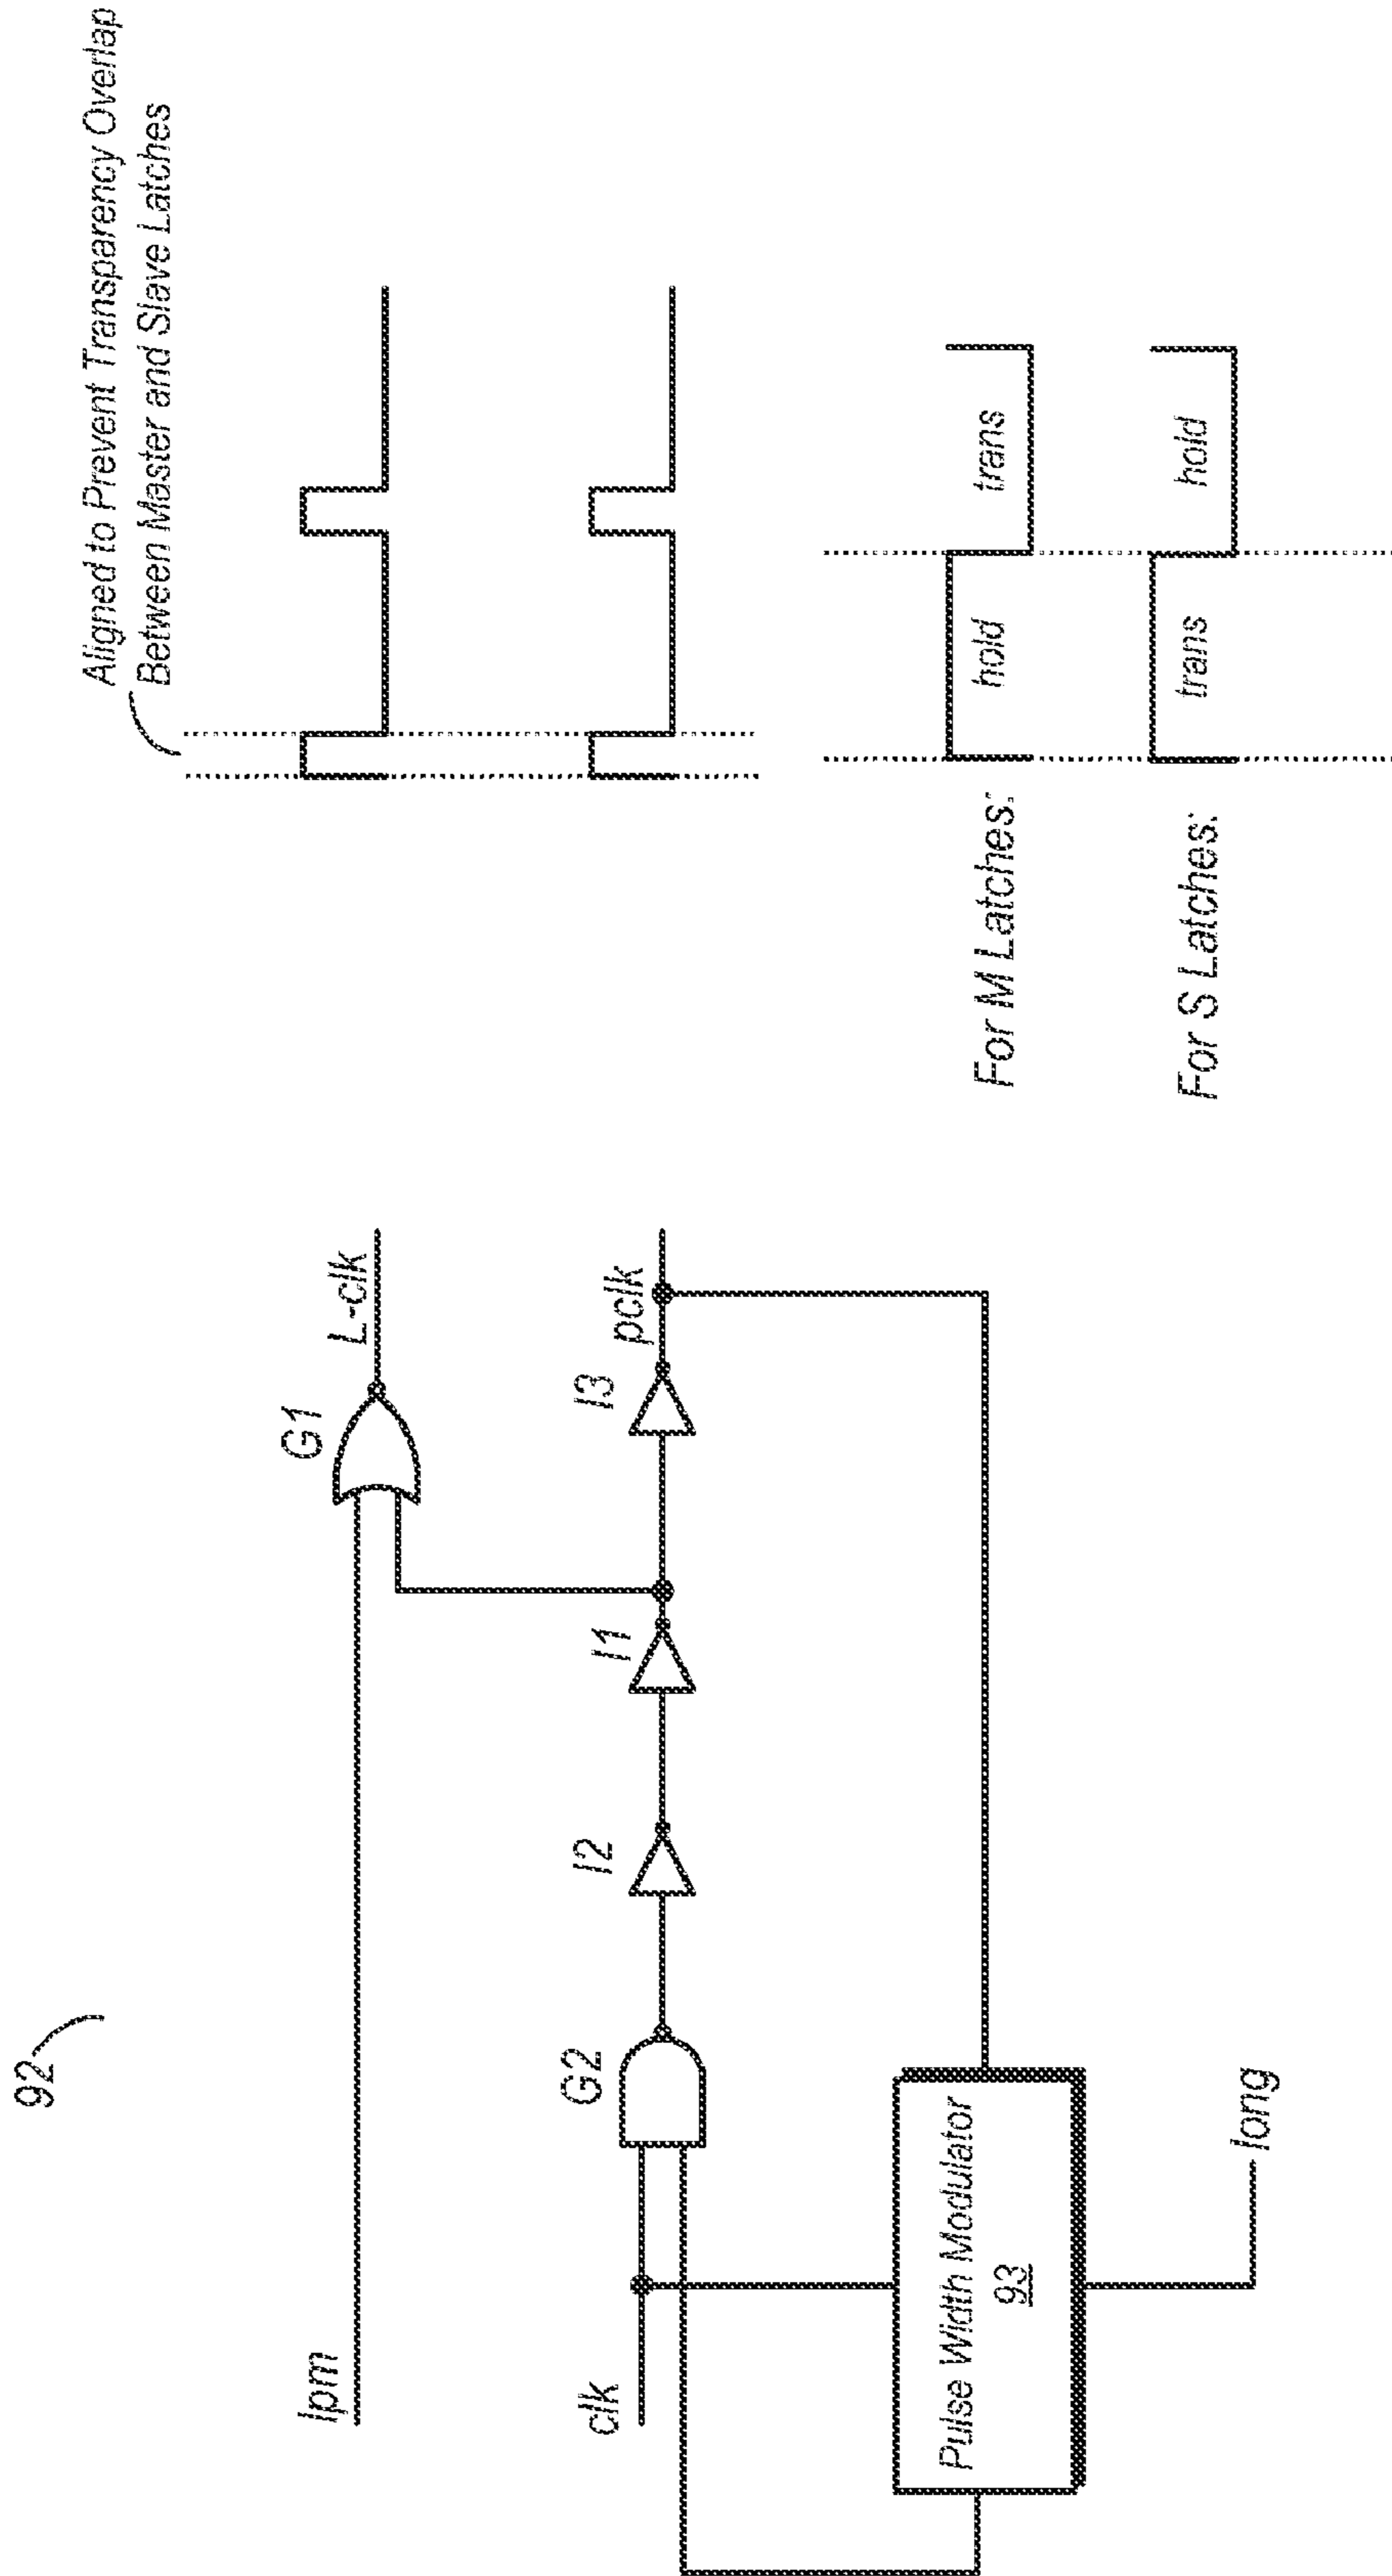 92
Aligned to Prevent Transparency Overlap
Between Master and Slave Latches
lpm
G1
L-clk
clk
G2
I2
I1
I3
pclk
Pulse Width Modulator
93
long
For M Latches:
hold
trans
For S Latches:
trans
hold